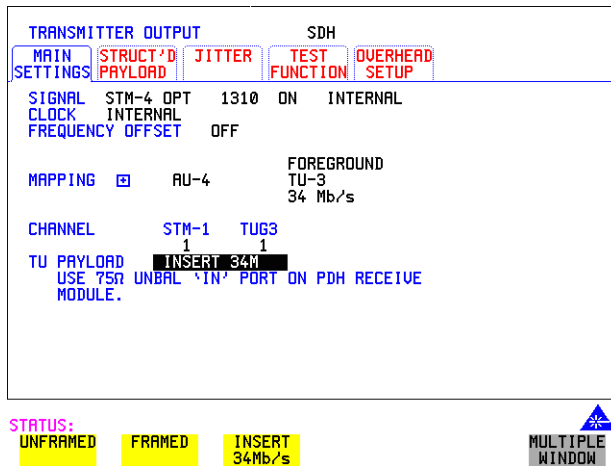 TRANSMITTER OUTPUT SDH
MAIN SETTINGS
STRUCT'D PAYLOAD
JITTER
TEST FUNCTION
OVERHEAD SETUP
SIGNAL STM-4 OPT 1310 ON INTERNAL
CLOCK INTERNAL
FREQUENCY OFFSET OFF
FOREGROUND
MAPPING + AU-4 TU-3
34 Mb/s
CHANNEL STM-1 TUG3
1 1
TU PAYLOAD INSERT 34M
USE 75Ω UNBAL 'IN' PORT ON PDH RECEIVE
MODULE.
STATUS:
UNFRAMED
FRAMED
INSERT 34Mb/s
MULTIPLE WINDOW